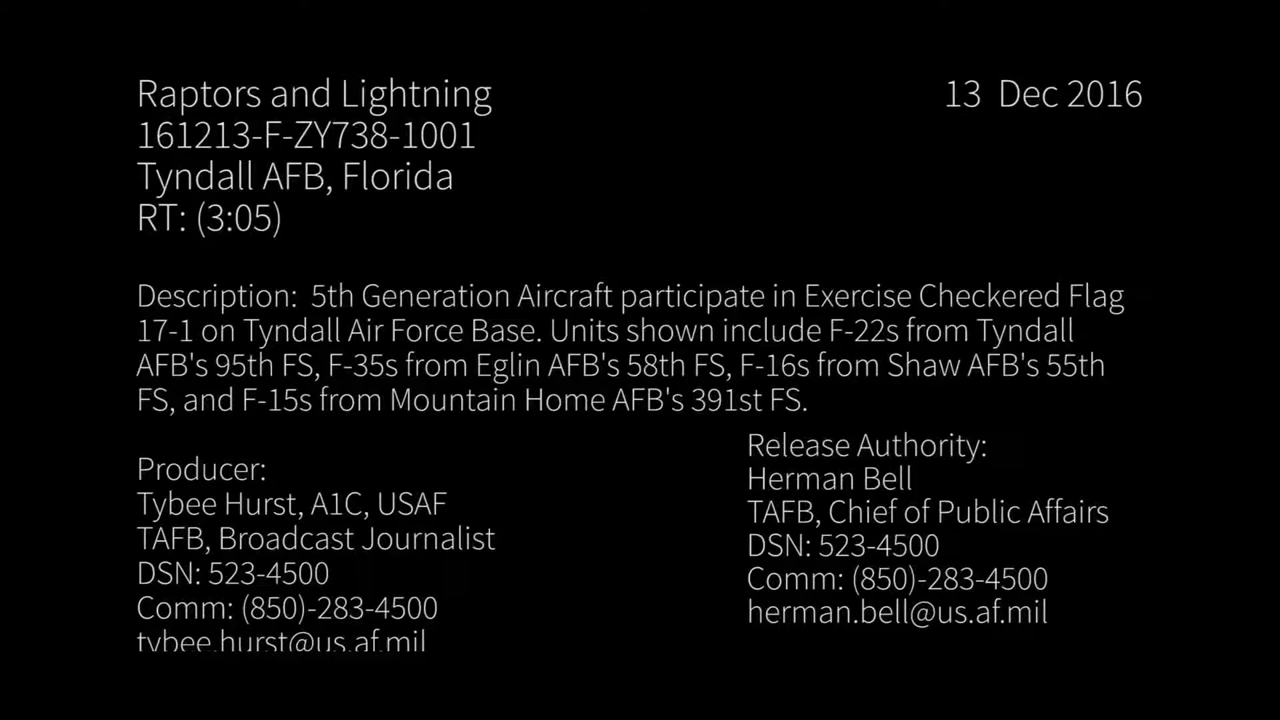 Raptors and Lightning
13 Dec 2016
161213-F-ZY738-1001
Tyndall AFB, Florida
RT: (3:05)
Description: 5th Generation Aircraft participate in Exercise Checkered Flag
17-1 on Tyndall Air Force Base. Units shown include F-22s from Tyndall
AFB's 95th FS, F-35s from Eglin AFB's 58th FS, F-16s from Shaw AFB's 55th
FS, and F-15s from Mountain Home AFB's 391st FS.
Producer:
Tybee Hurst, A1C, USAF
TAFB, Broadcast Journalist
DSN: 523-4500
Comm: (850)-283-4500
tybee.hurst@us.af.mil
Release Authority:
Herman Bell
TAFB, Chief of Public Affairs
DSN: 523-4500
Comm: (850)-283-4500
herman.bell@us.af.mil